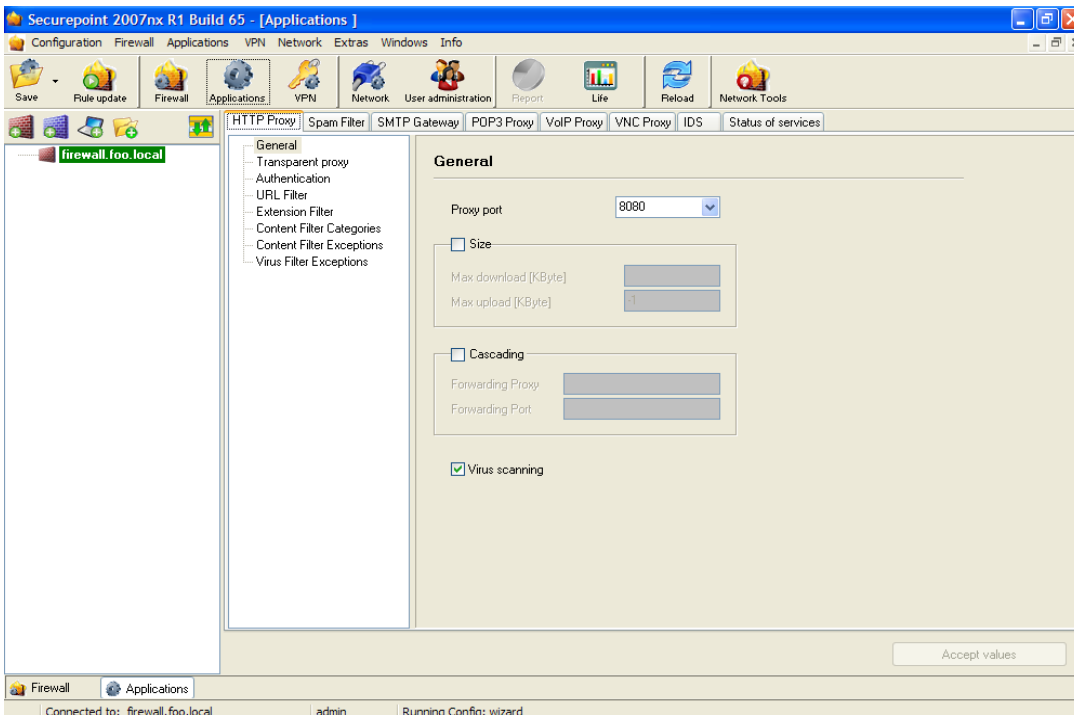 Securepoint 2007nx R1 Build 65 - [Applications ]
Configuration Firewall Applications VPN Network Extras Windows Info
Save Rule update Firewall Applications VPN Network User administration Report Life Reload Network Tools
HTTP Proxy Spam Filter SMTP Gateway POP3 Proxy VoIP Proxy VNC Proxy IDS Status of services
firewall.foo.local
General
Transparent proxy
Authentication
URL Filter
Extension Filter
Content Filter Categories
Content Filter Exceptions
Virus Filter Exceptions
General
Proxy port 8080
Size
Max download [KByte]
Max upload [KByte] -1
Cascading
Forwarding Proxy
Forwarding Port
Virus scanning
Accept values
Firewall Applications
Connected to: firewall.foo.local admin Running Config: wizard